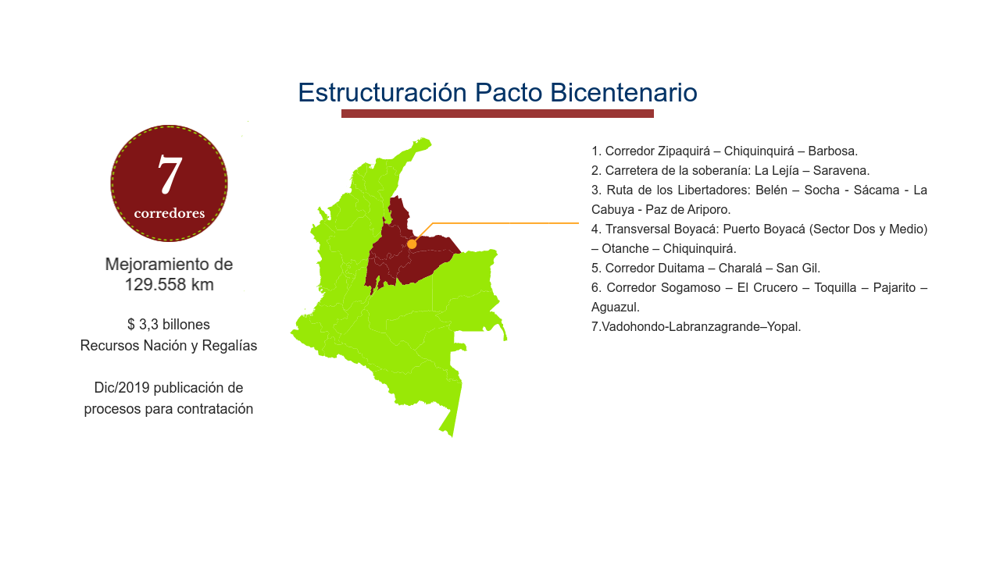 Estructuración Pacto Bicentenario
7
corredores
Mejoramiento de
129.558 km
$ 3,3 billones
Recursos Nación y Regalías
Dic/2019 publicación de
procesos para contratación
1. Corredor Zipaquirá – Chiquinquirá – Barbosa.
2. Carretera de la soberanía: La Lejía – Saravena.
3. Ruta de los Libertadores: Belén – Socha - Sácama - La
Cabuya - Paz de Ariporo.
4. Transversal Boyacá: Puerto Boyacá (Sector Dos y Medio)
– Otanche – Chiquinquirá.
5. Corredor Duitama – Charalá – San Gil.
6. Corredor Sogamoso – El Crucero – Toquilla – Pajarito –
Aguazul.
7.Vadohondo-Labranzagrande–Yopal.